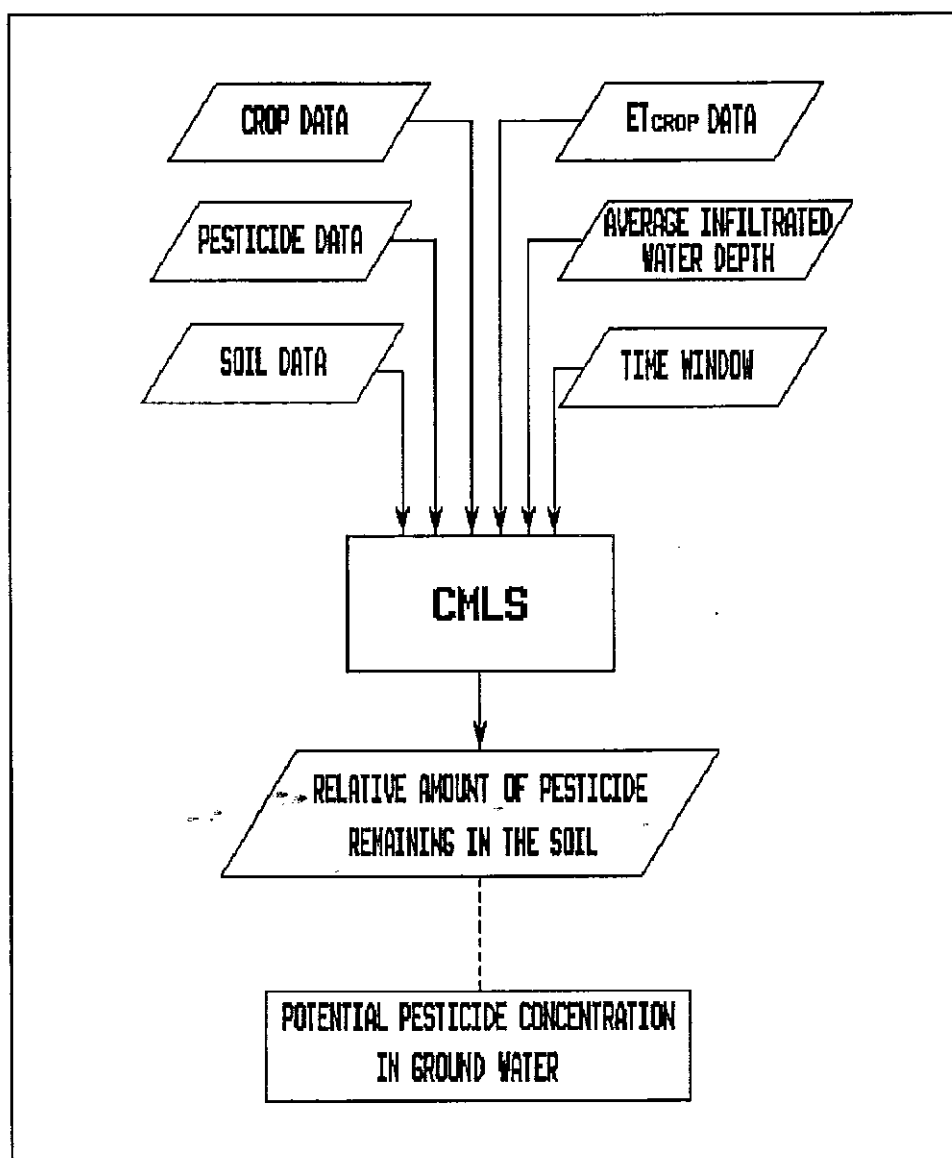 CROP DATA
ETCROP DATA
PESTICIDE DATA
AVERAGE INFILTRATED
WATER DEPTH
SOIL DATA
TIME WINDOW
CMLS
RELATIVE AMOUNT OF PESTICIDE
REMAINING IN THE SOIL
POTENTIAL PESTICIDE CONCENTRATION
IN GROUND WATER